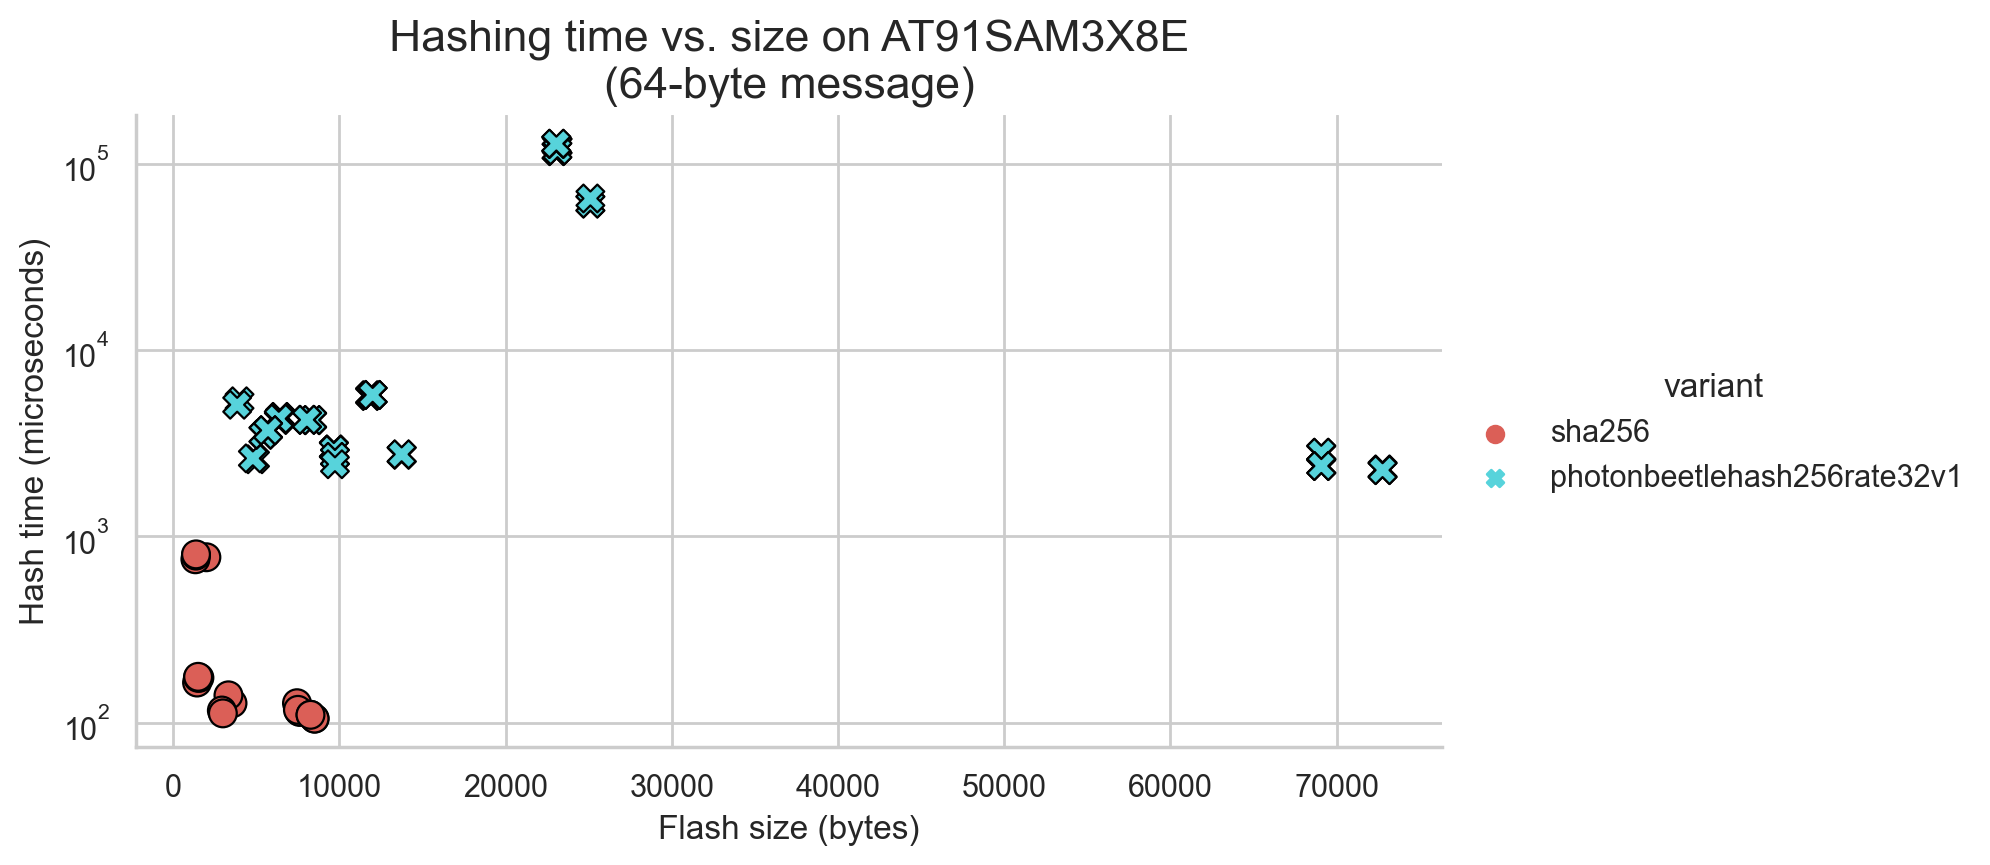 Hashing time vs. size on AT91SAM3X8E
(64-byte message)
Hash time (microseconds)
10^5
10^4
10^3
10^2
0 10000 20000 30000 40000 50000 60000 70000
Flash size (bytes)
variant
sha256
photonbeetlehash256rate32v1